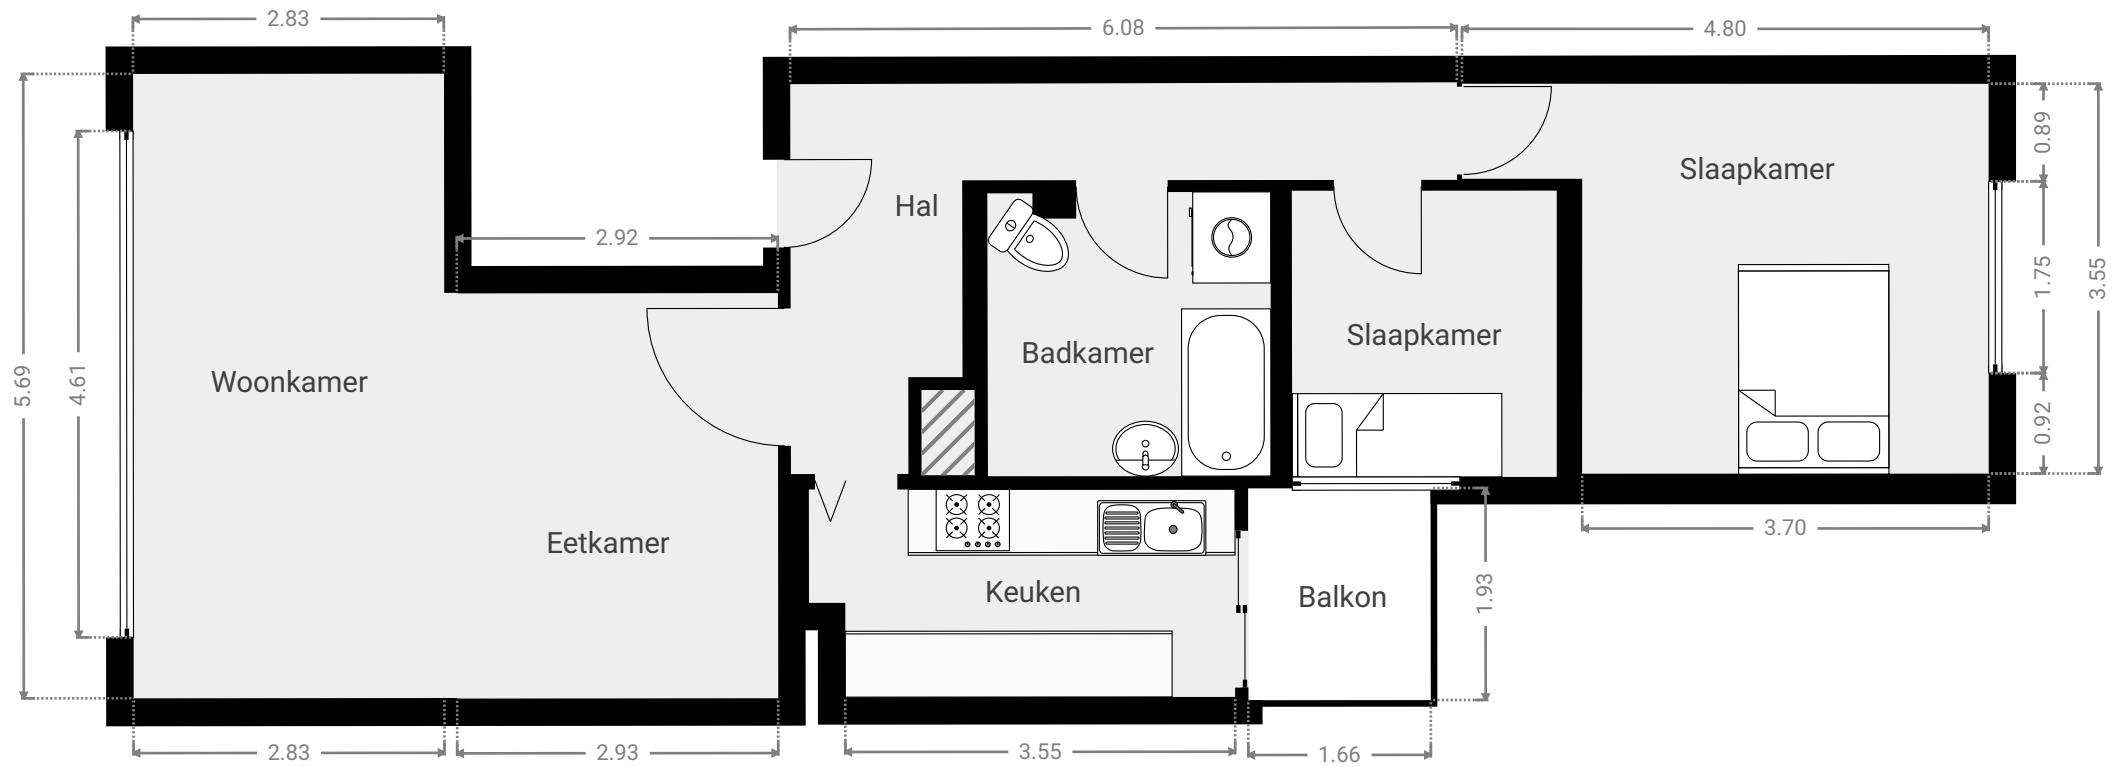 2.83
6.08
4.80
0.89
Slaapkamer
Hal
2.92
1.75
3.55
Slaapkamer
Badkamer
5.69
4.61
Woonkamer
0.92
3.70
Eetkamer
Keuken
Balkon
1.93
2.83
2.93
3.55
1.66